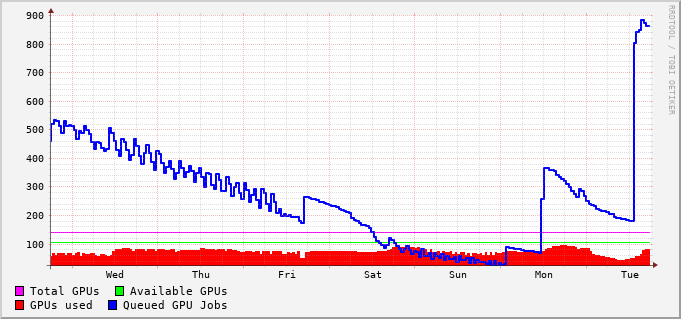 900
800
700
600
500
400
300
200
100
Wed Thu Fri Sat Sun Mon Tue
Total GPUs Available GPUs
GPUs used Queued GPU Jobs
RRDTOOL / TOBI OETIKER